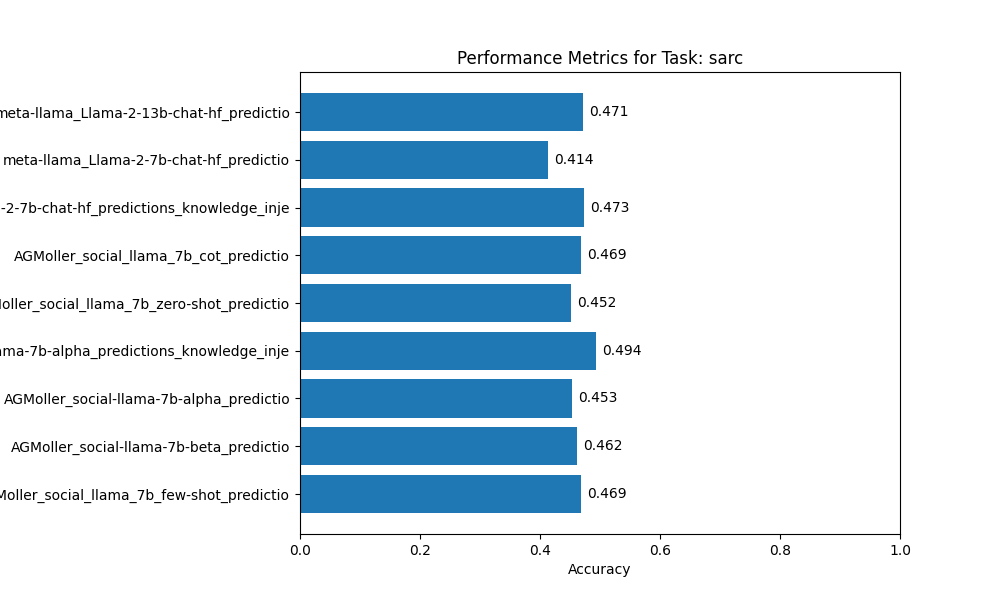 Performance Metrics for Task: sarc
meta-llama_Llama-2-13b-chat-hf_predictio 0.471
meta-llama_Llama-2-7b-chat-hf_predictio 0.414
-2-7b-chat-hf_predictions_knowledge_inje 0.473
AGMoller_social_llama_7b_cot_predictio 0.469
oller_social_llama_7b_zero-shot_predictio 0.452
ma-7b-alpha_predictions_knowledge_inje 0.494
AGMoller_social-llama-7b-alpha_predictio 0.453
AGMoller_social-llama-7b-beta_predictio 0.462
Moller_social_llama_7b_few-shot_predictio 0.469
0.0 0.2 0.4 0.6 0.8 1.0
Accuracy